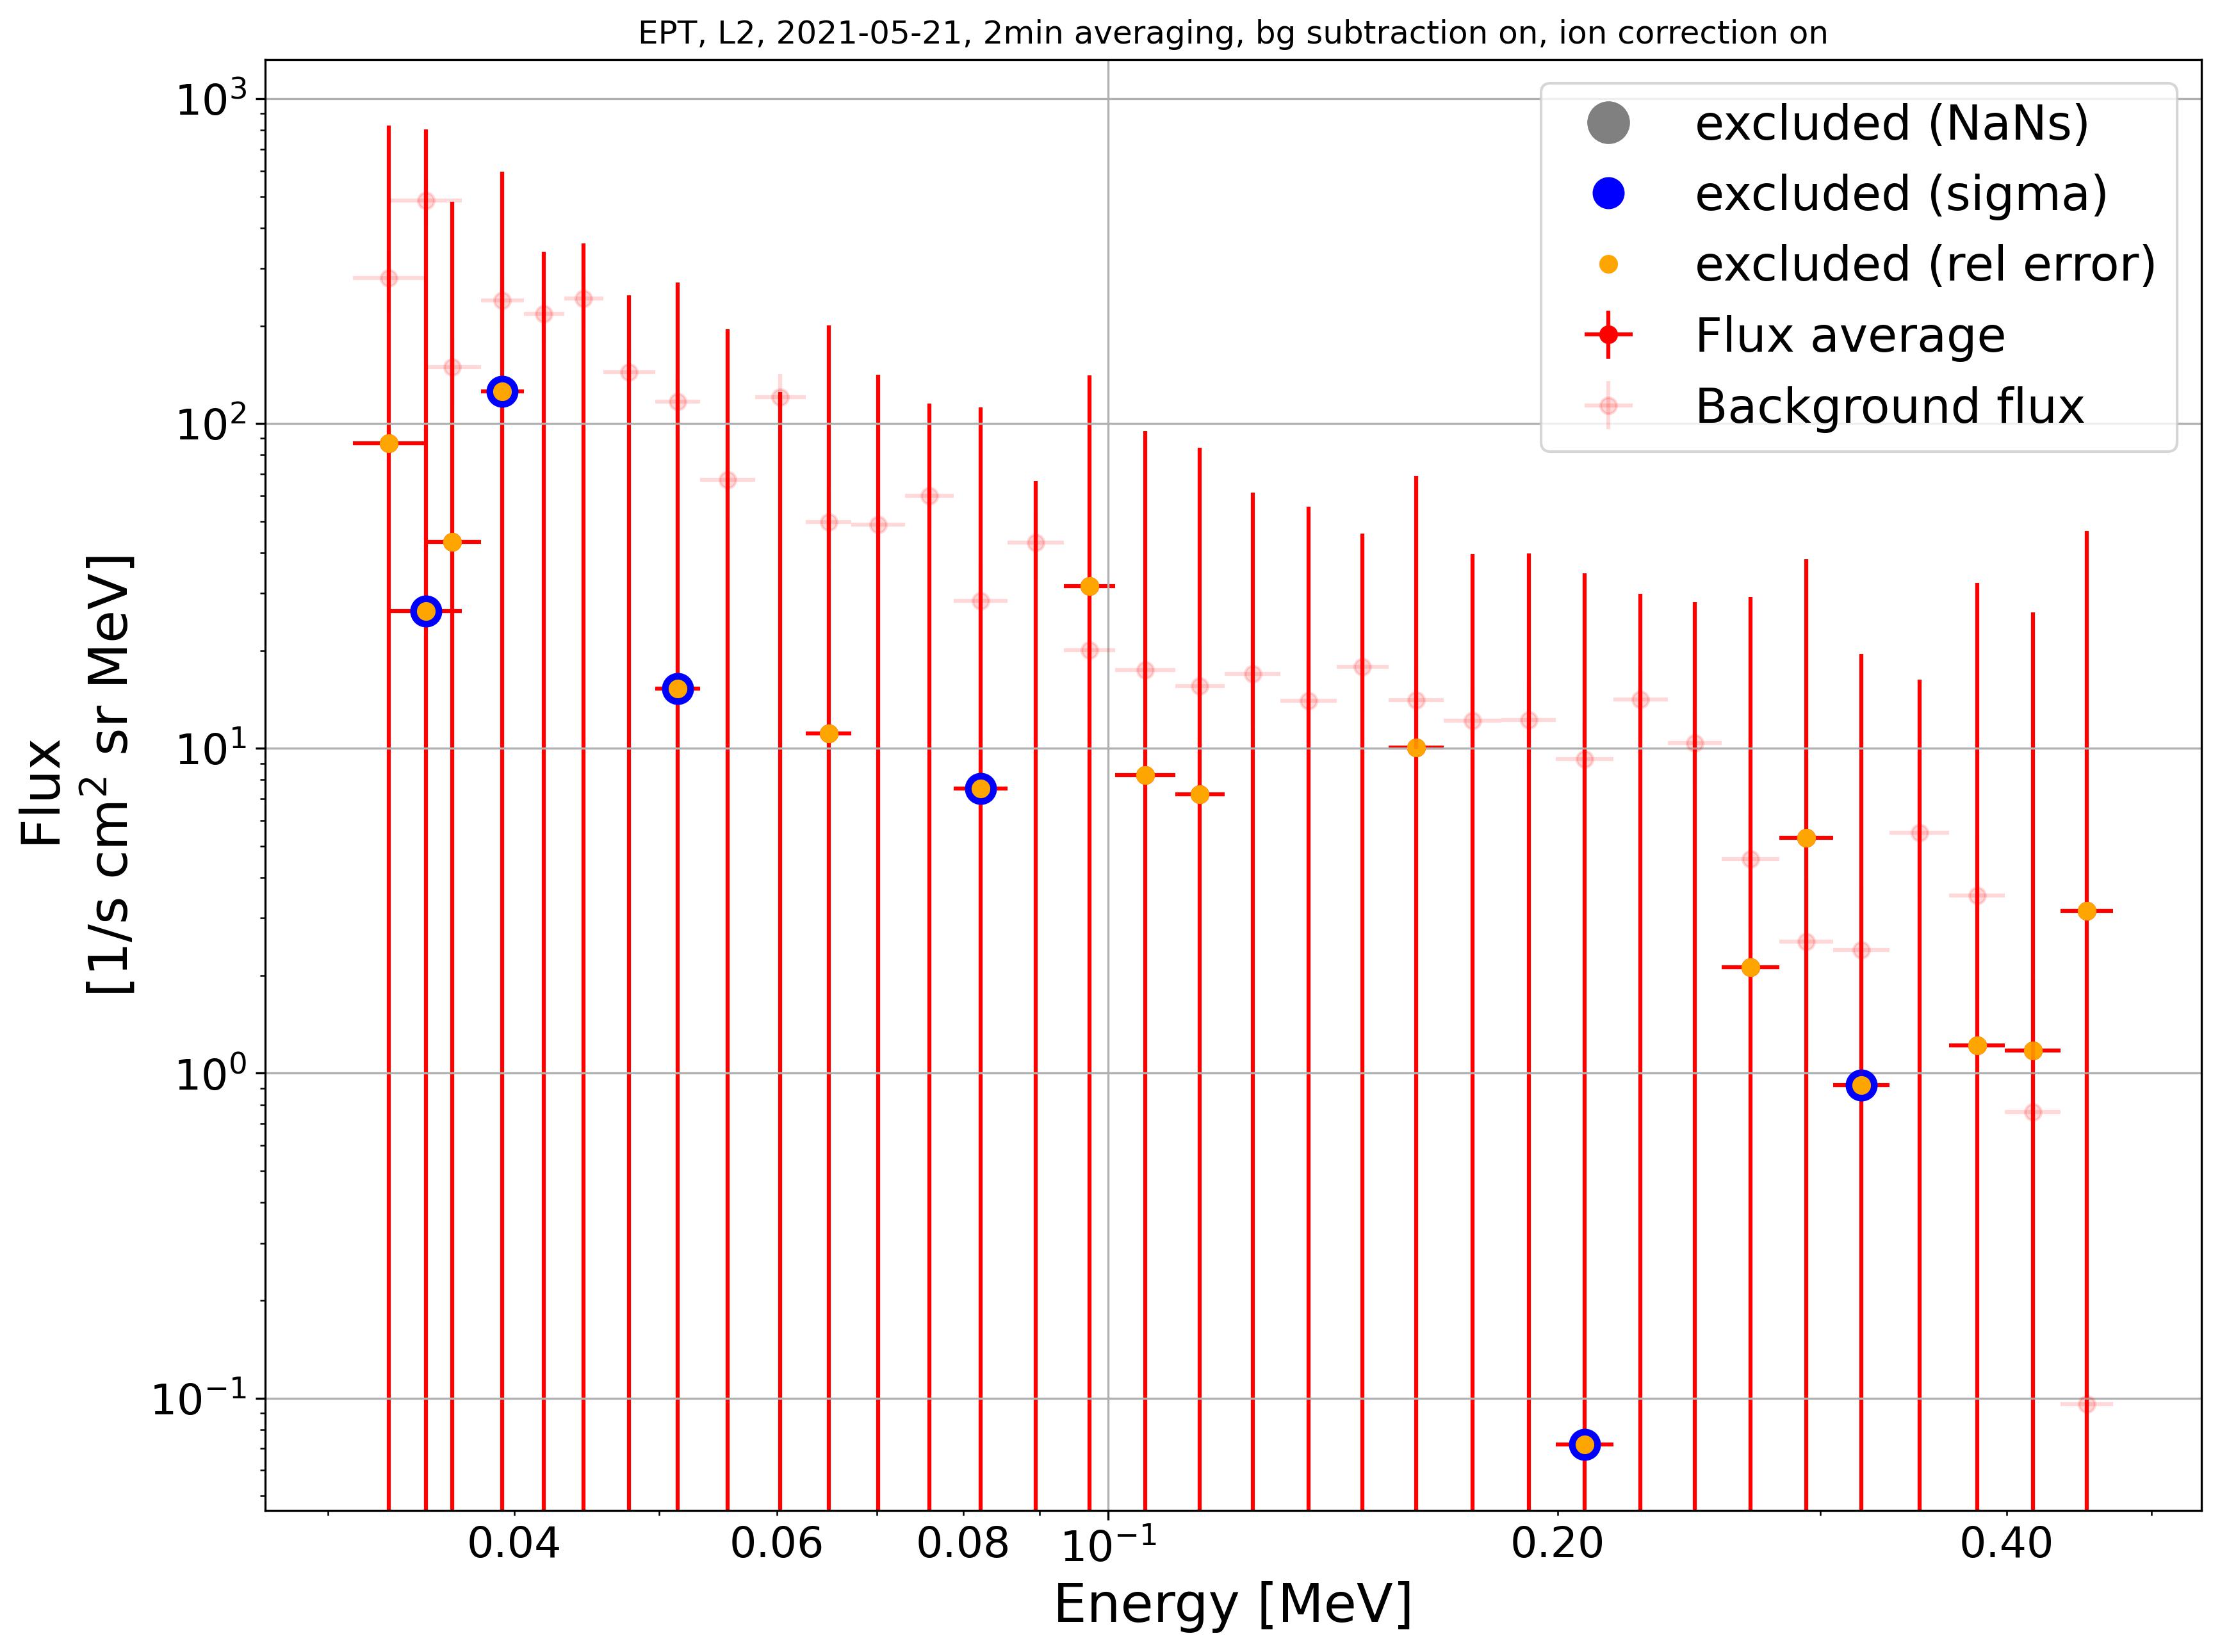 EPT, L2, 2021-05-21, 2min averaging, bg subtraction on, ion correction on
10³
10²
10¹
10⁰
10⁻¹
Flux
[1/s cm² sr MeV]
excluded (NaNs)
excluded (sigma)
excluded (rel error)
Flux average
Background flux
0.04 0.06 0.08 10⁻¹ 0.20 0.40
Energy [MeV]